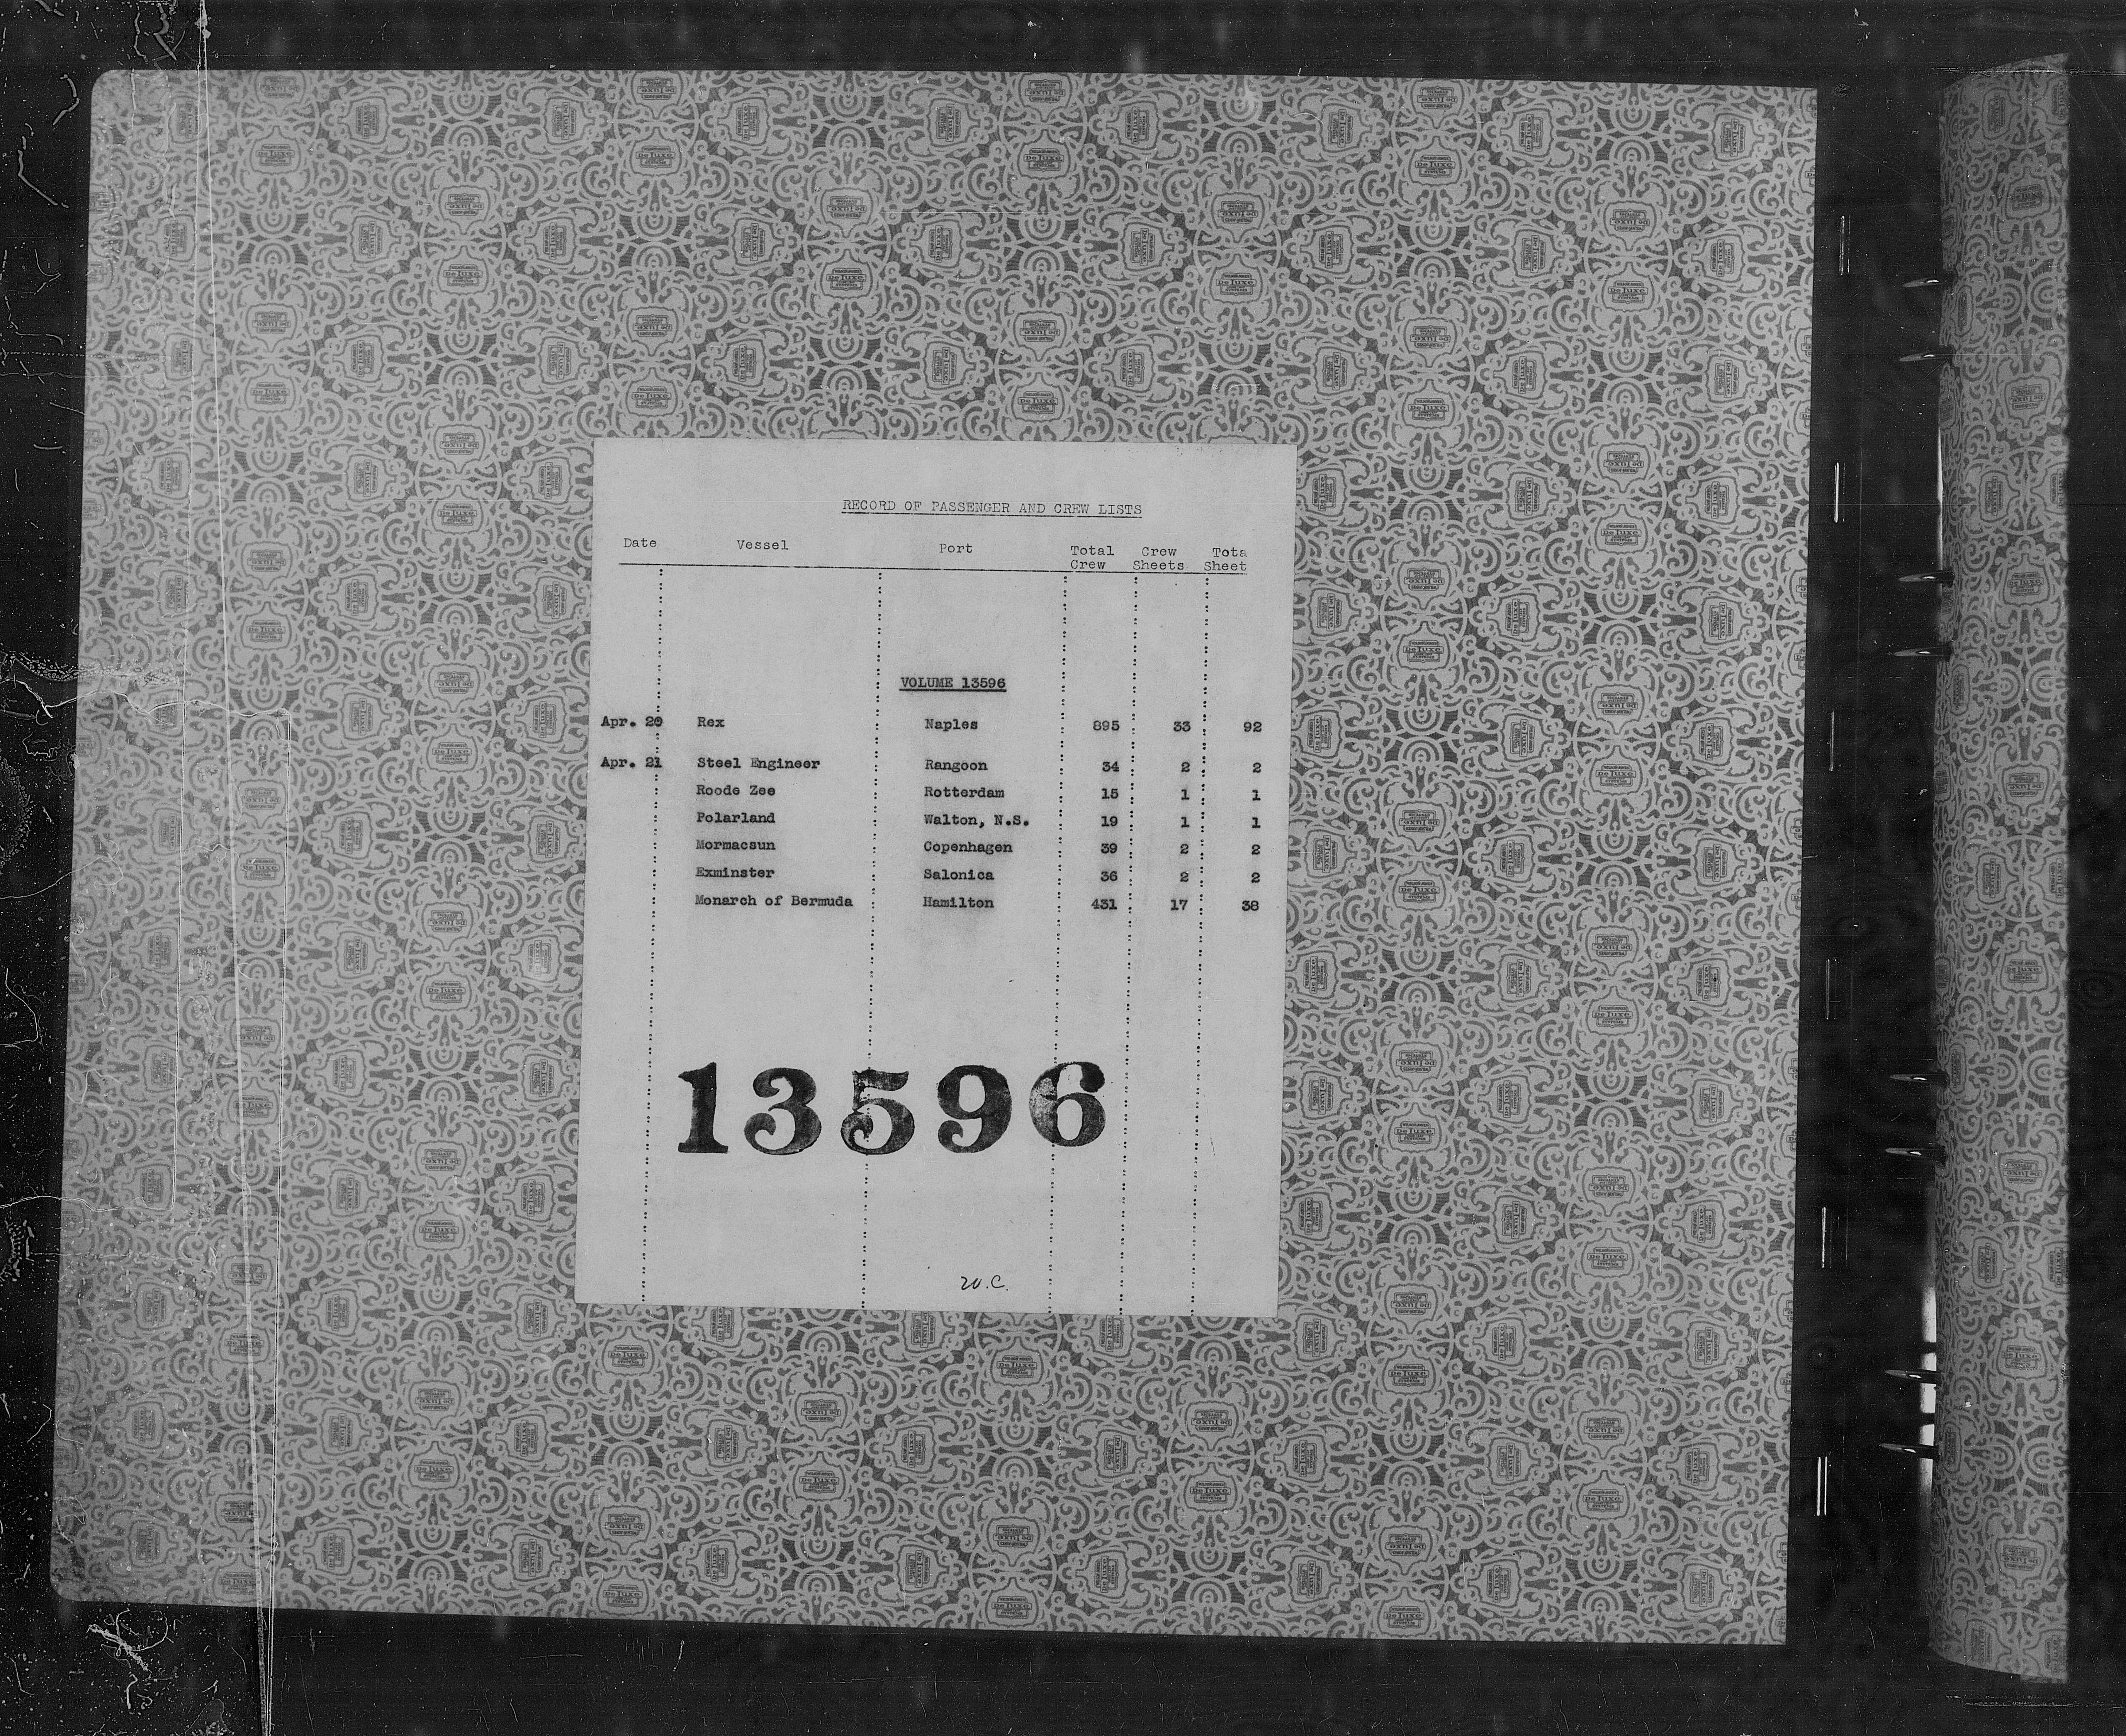 RECORD OF PASSENGER AND CREW LISTS
Date Vessel Port Total Crew Tota
Crew Sheets Sheet
VOLUME 13596
Apr. 20 Rex Naples 895 33 92
Apr. 21 Steel Engineer Rangoon 34 2 2
Roode Zee Rotterdam 15 1 1
Polarland Walton, N.S. 19 1 1
Mormacsun Copenhagen 39 2 2
Exminster Salonica 36 2 2
Monarch of Bermuda Hamilton 431 17 38
13596
W.C.
De Luxe